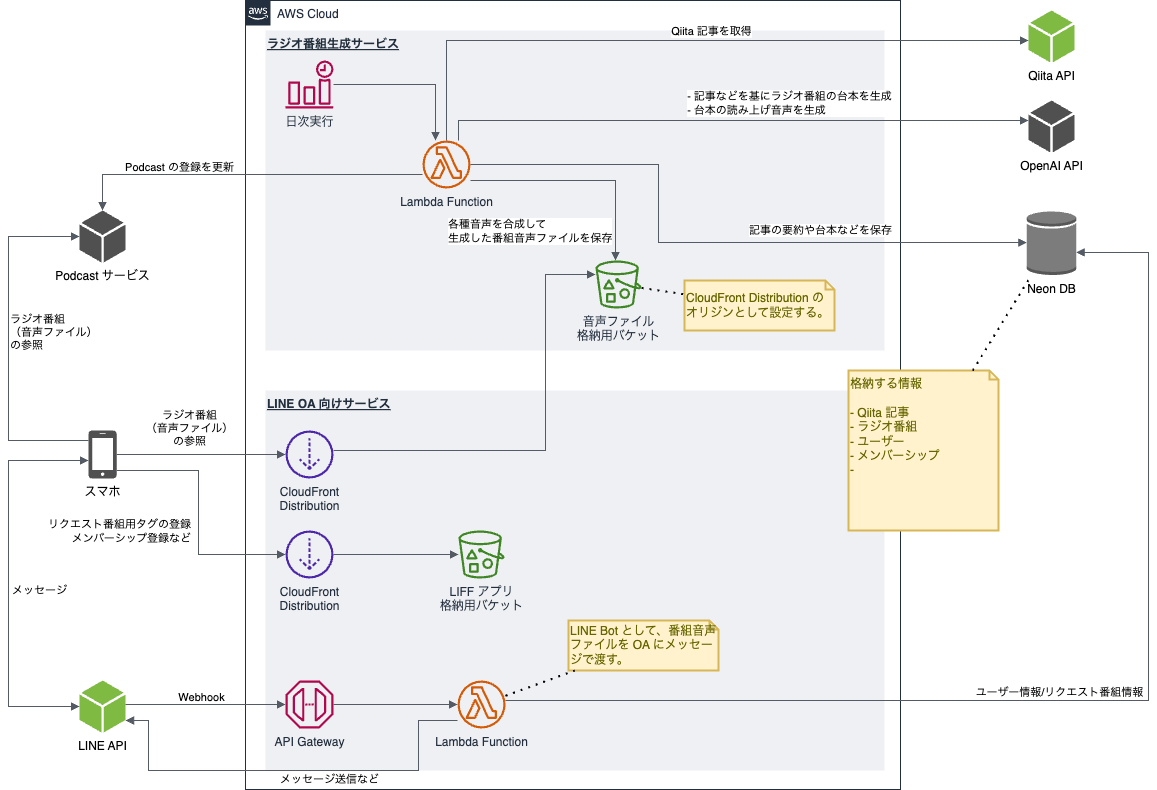 aws
AWS Cloud
ラジオ番組生成サービス
日次実行
Lambda Function
Qiita 記事を取得
Qiita API
- 記事などを基にラジオ番組の台本を生成
- 台本の読み上げ音声を生成
OpenAI API
Podcast の登録を更新
Podcast サービス
各種音声を合成して
生成した番組音声ファイルを保存
記事の要約や台本などを保存
Neon DB
音声ファイル
格納用バケット
CloudFront Distribution の
オリジンとして設定する。
ラジオ番組
（音声ファイル）
の参照
格納する情報
- Qiita 記事
- ラジオ番組
- ユーザー
- メンバーシップ
-
LINE OA 向けサービス
ラジオ番組
（音声ファイル）
の参照
スマホ
CloudFront
Distribution
リクエスト番組用タグの登録
メンバーシップ登録など
CloudFront
Distribution
LIFF アプリ
格納用バケット
メッセージ
LINE Bot として、番組音声
ファイルを OA にメッセー
ジで渡す。
Webhook
LINE API
API Gateway
Lambda Function
ユーザー情報/リクエスト番組情報
メッセージ送信など